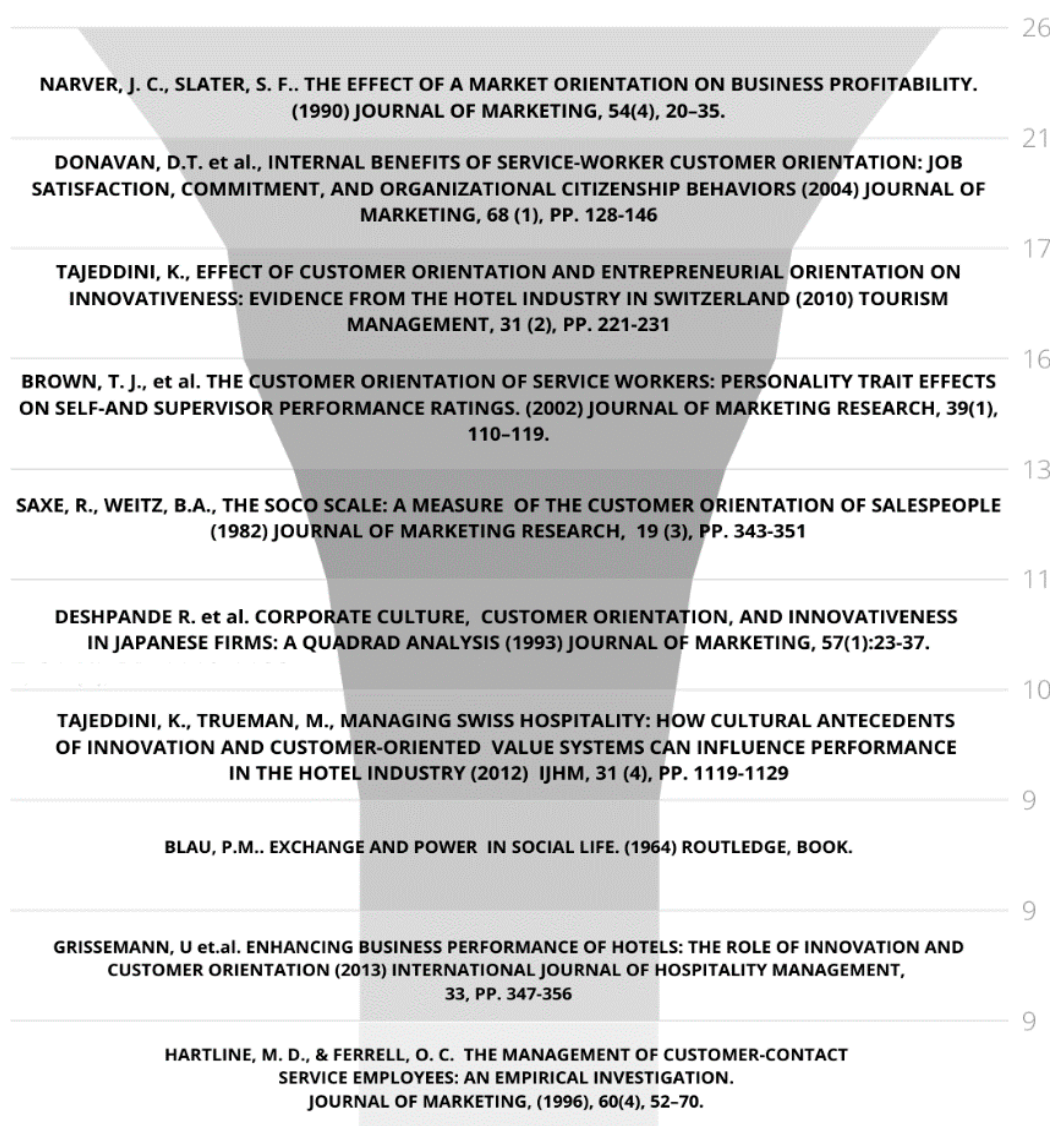 26
NARVER, J. C., SLATER, S. F.. THE EFFECT OF A MARKET ORIENTATION ON BUSINESS PROFITABILITY.
(1990) JOURNAL OF MARKETING, 54(4), 20–35.
21
DONAVAN, D.T. et al., INTERNAL BENEFITS OF SERVICE-WORKER CUSTOMER ORIENTATION: JOB
SATISFACTION, COMMITMENT, AND ORGANIZATIONAL CITIZENSHIP BEHAVIORS (2004) JOURNAL OF
MARKETING, 68 (1), PP. 128-146
17
TAJEDDINI, K., EFFECT OF CUSTOMER ORIENTATION AND ENTREPRENEURIAL ORIENTATION ON
INNOVATIVENESS: EVIDENCE FROM THE HOTEL INDUSTRY IN SWITZERLAND (2010) TOURISM
MANAGEMENT, 31 (2), PP. 221-231
16
BROWN, T. J., et al. THE CUSTOMER ORIENTATION OF SERVICE WORKERS: PERSONALITY TRAIT EFFECTS
ON SELF-AND SUPERVISOR PERFORMANCE RATINGS. (2002) JOURNAL OF MARKETING RESEARCH, 39(1),
110–119.
13
SAXE, R., WEITZ, B.A., THE SOCO SCALE: A MEASURE OF THE CUSTOMER ORIENTATION OF SALESPEOPLE
(1982) JOURNAL OF MARKETING RESEARCH, 19 (3), PP. 343-351
11
DESHPANDE R. et al. CORPORATE CULTURE, CUSTOMER ORIENTATION, AND INNOVATIVENESS
IN JAPANESE FIRMS: A QUADRAD ANALYSIS (1993) JOURNAL OF MARKETING, 57(1):23-37.
10
TAJEDDINI, K., TRUEMAN, M., MANAGING SWISS HOSPITALITY: HOW CULTURAL ANTECEDENTS
OF INNOVATION AND CUSTOMER-ORIENTED VALUE SYSTEMS CAN INFLUENCE PERFORMANCE
IN THE HOTEL INDUSTRY (2012) IJHM, 31 (4), PP. 1119-1129
9
BLAU, P.M.. EXCHANGE AND POWER IN SOCIAL LIFE. (1964) ROUTLEDGE, BOOK.
9
GRISSEMANN, U et.al. ENHANCING BUSINESS PERFORMANCE OF HOTELS: THE ROLE OF INNOVATION AND
CUSTOMER ORIENTATION (2013) INTERNATIONAL JOURNAL OF HOSPITALITY MANAGEMENT,
33, PP. 347-356
9
HARTLINE, M. D., & FERRELL, O. C. THE MANAGEMENT OF CUSTOMER-CONTACT
SERVICE EMPLOYEES: AN EMPIRICAL INVESTIGATION.
JOURNAL OF MARKETING, (1996), 60(4), 52–70.